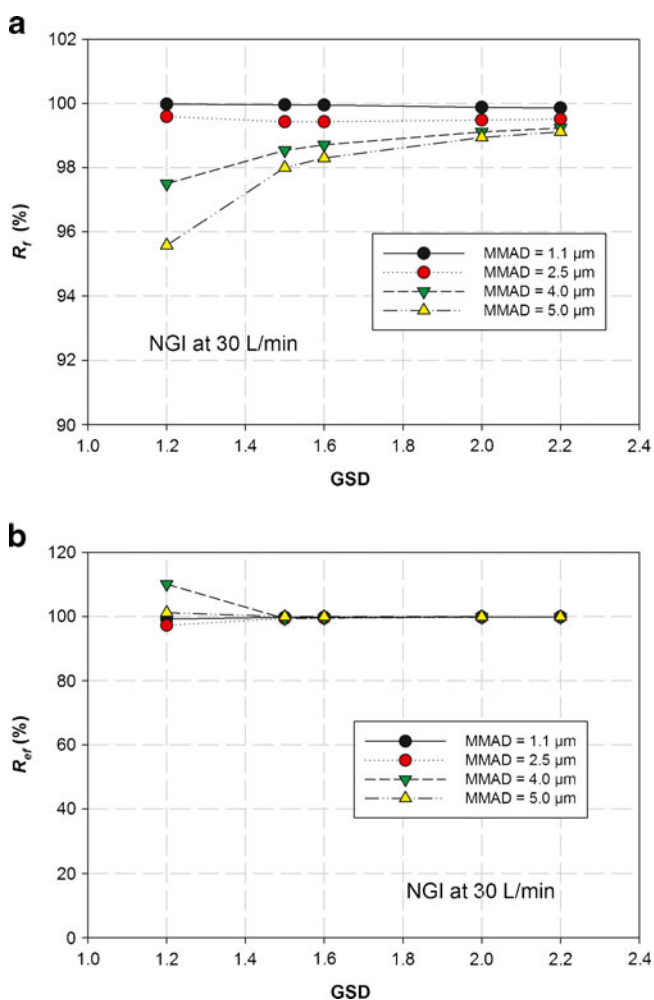 a
102
100
98
96
94
92
90
R_f (%)
MMAD = 1.1 µm
MMAD = 2.5 µm
MMAD = 4.0 µm
MMAD = 5.0 µm
NGI at 30 L/min
1.0 1.2 1.4 1.6 1.8 2.0 2.2 2.4
GSD
b
120
100
80
60
40
20
0
R_ef (%)
MMAD = 1.1 µm
MMAD = 2.5 µm
MMAD = 4.0 µm
MMAD = 5.0 µm
NGI at 30 L/min
1.0 1.2 1.4 1.6 1.8 2.0 2.2 2.4
GSD